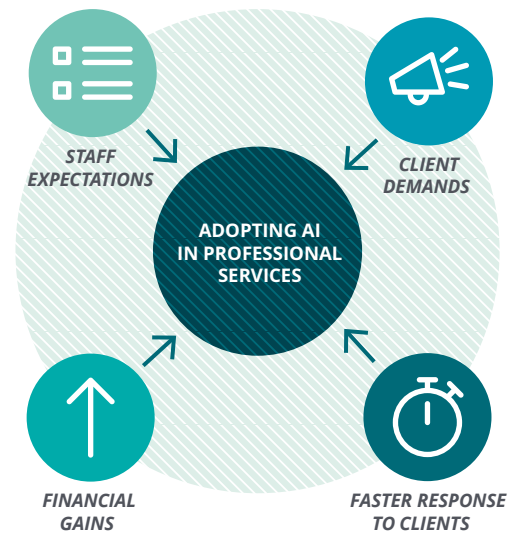 STAFF
EXPECTATIONS
CLIENT
DEMANDS
ADOPTING AI
IN PROFESSIONAL
SERVICES
FINANCIAL
GAINS
FASTER RESPONSE
TO CLIENTS